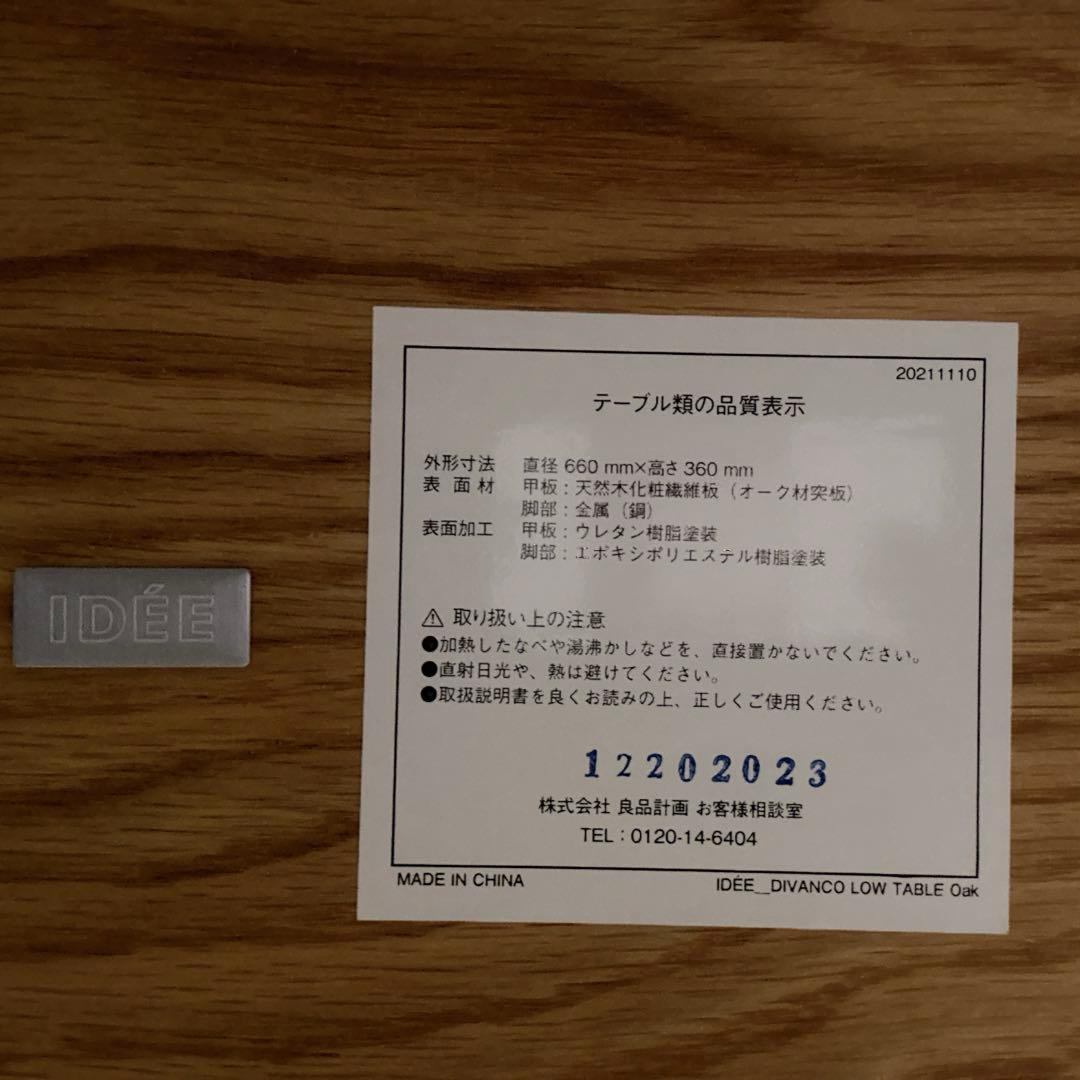 IDÉE
20211110
テーブル類の品質表示
外形寸法 直径 660 mm×高さ 360 mm
表面材 甲板：天然木化粧繊維板（オーク材突板）
脚部：金属（鋼）
表面加工 甲板：ウレタン樹脂塗装
脚部：エポキシポリエステル樹脂塗装
⚠ 取り扱い上の注意
●加熱したなべや湯沸かしなどを、直接置かないでください。
●直射日光や、熱は避けてください。
●取扱説明書を良くお読みの上、正しくご使用ください。
12202023
株式会社 良品計画 お客様相談室
TEL：0120-14-6404
MADE IN CHINA
IDÉE__DIVANCO LOW TABLE Oak